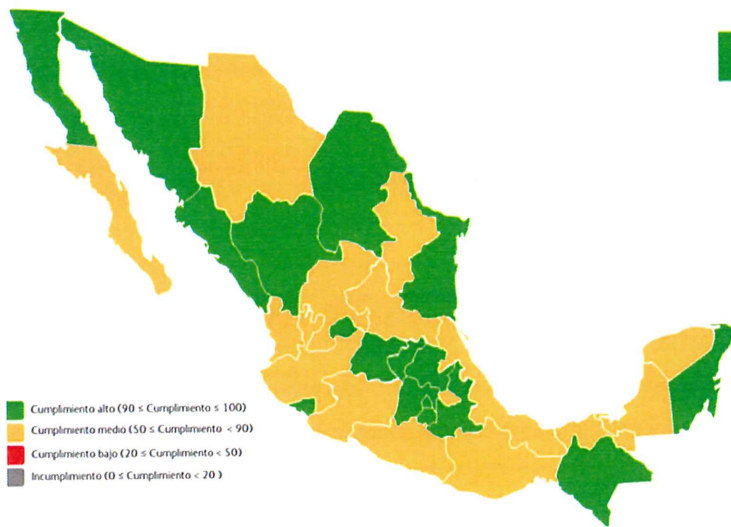 Cumplimiento alto (90 ≤ Cumplimiento ≤ 100)
Cumplimiento medio (50 ≤ Cumplimiento < 90)
Cumplimiento bajo (20 ≤ Cumplimiento < 50)
Incumplimiento (0 ≤ Cumplimiento < 20 )